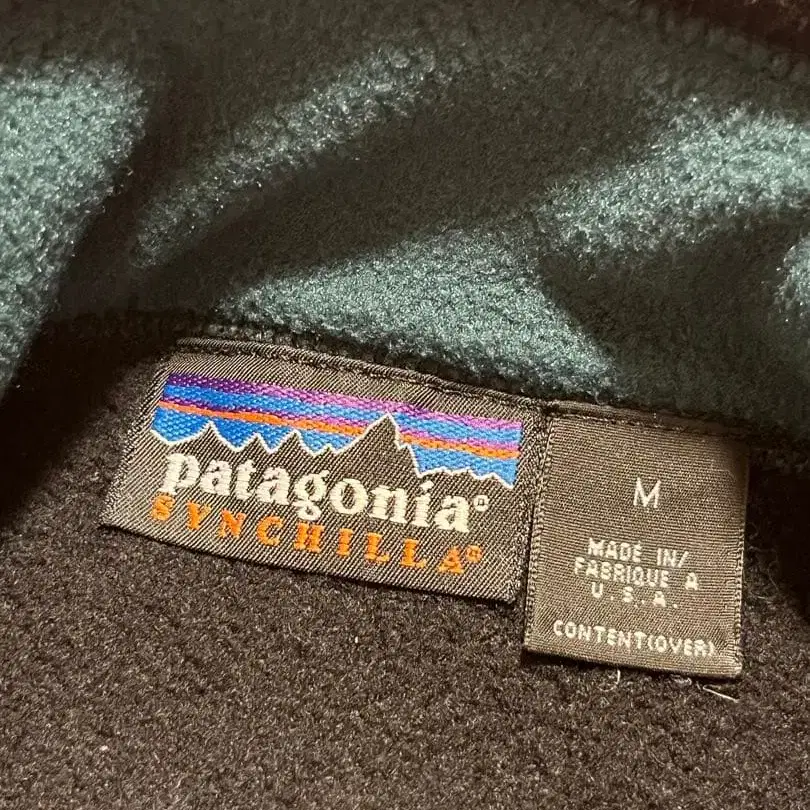 patagonia®
SYNCHILLA®
M
MADE IN/
FABRIQUE A
U.S.A.
CONTENT(OVER)